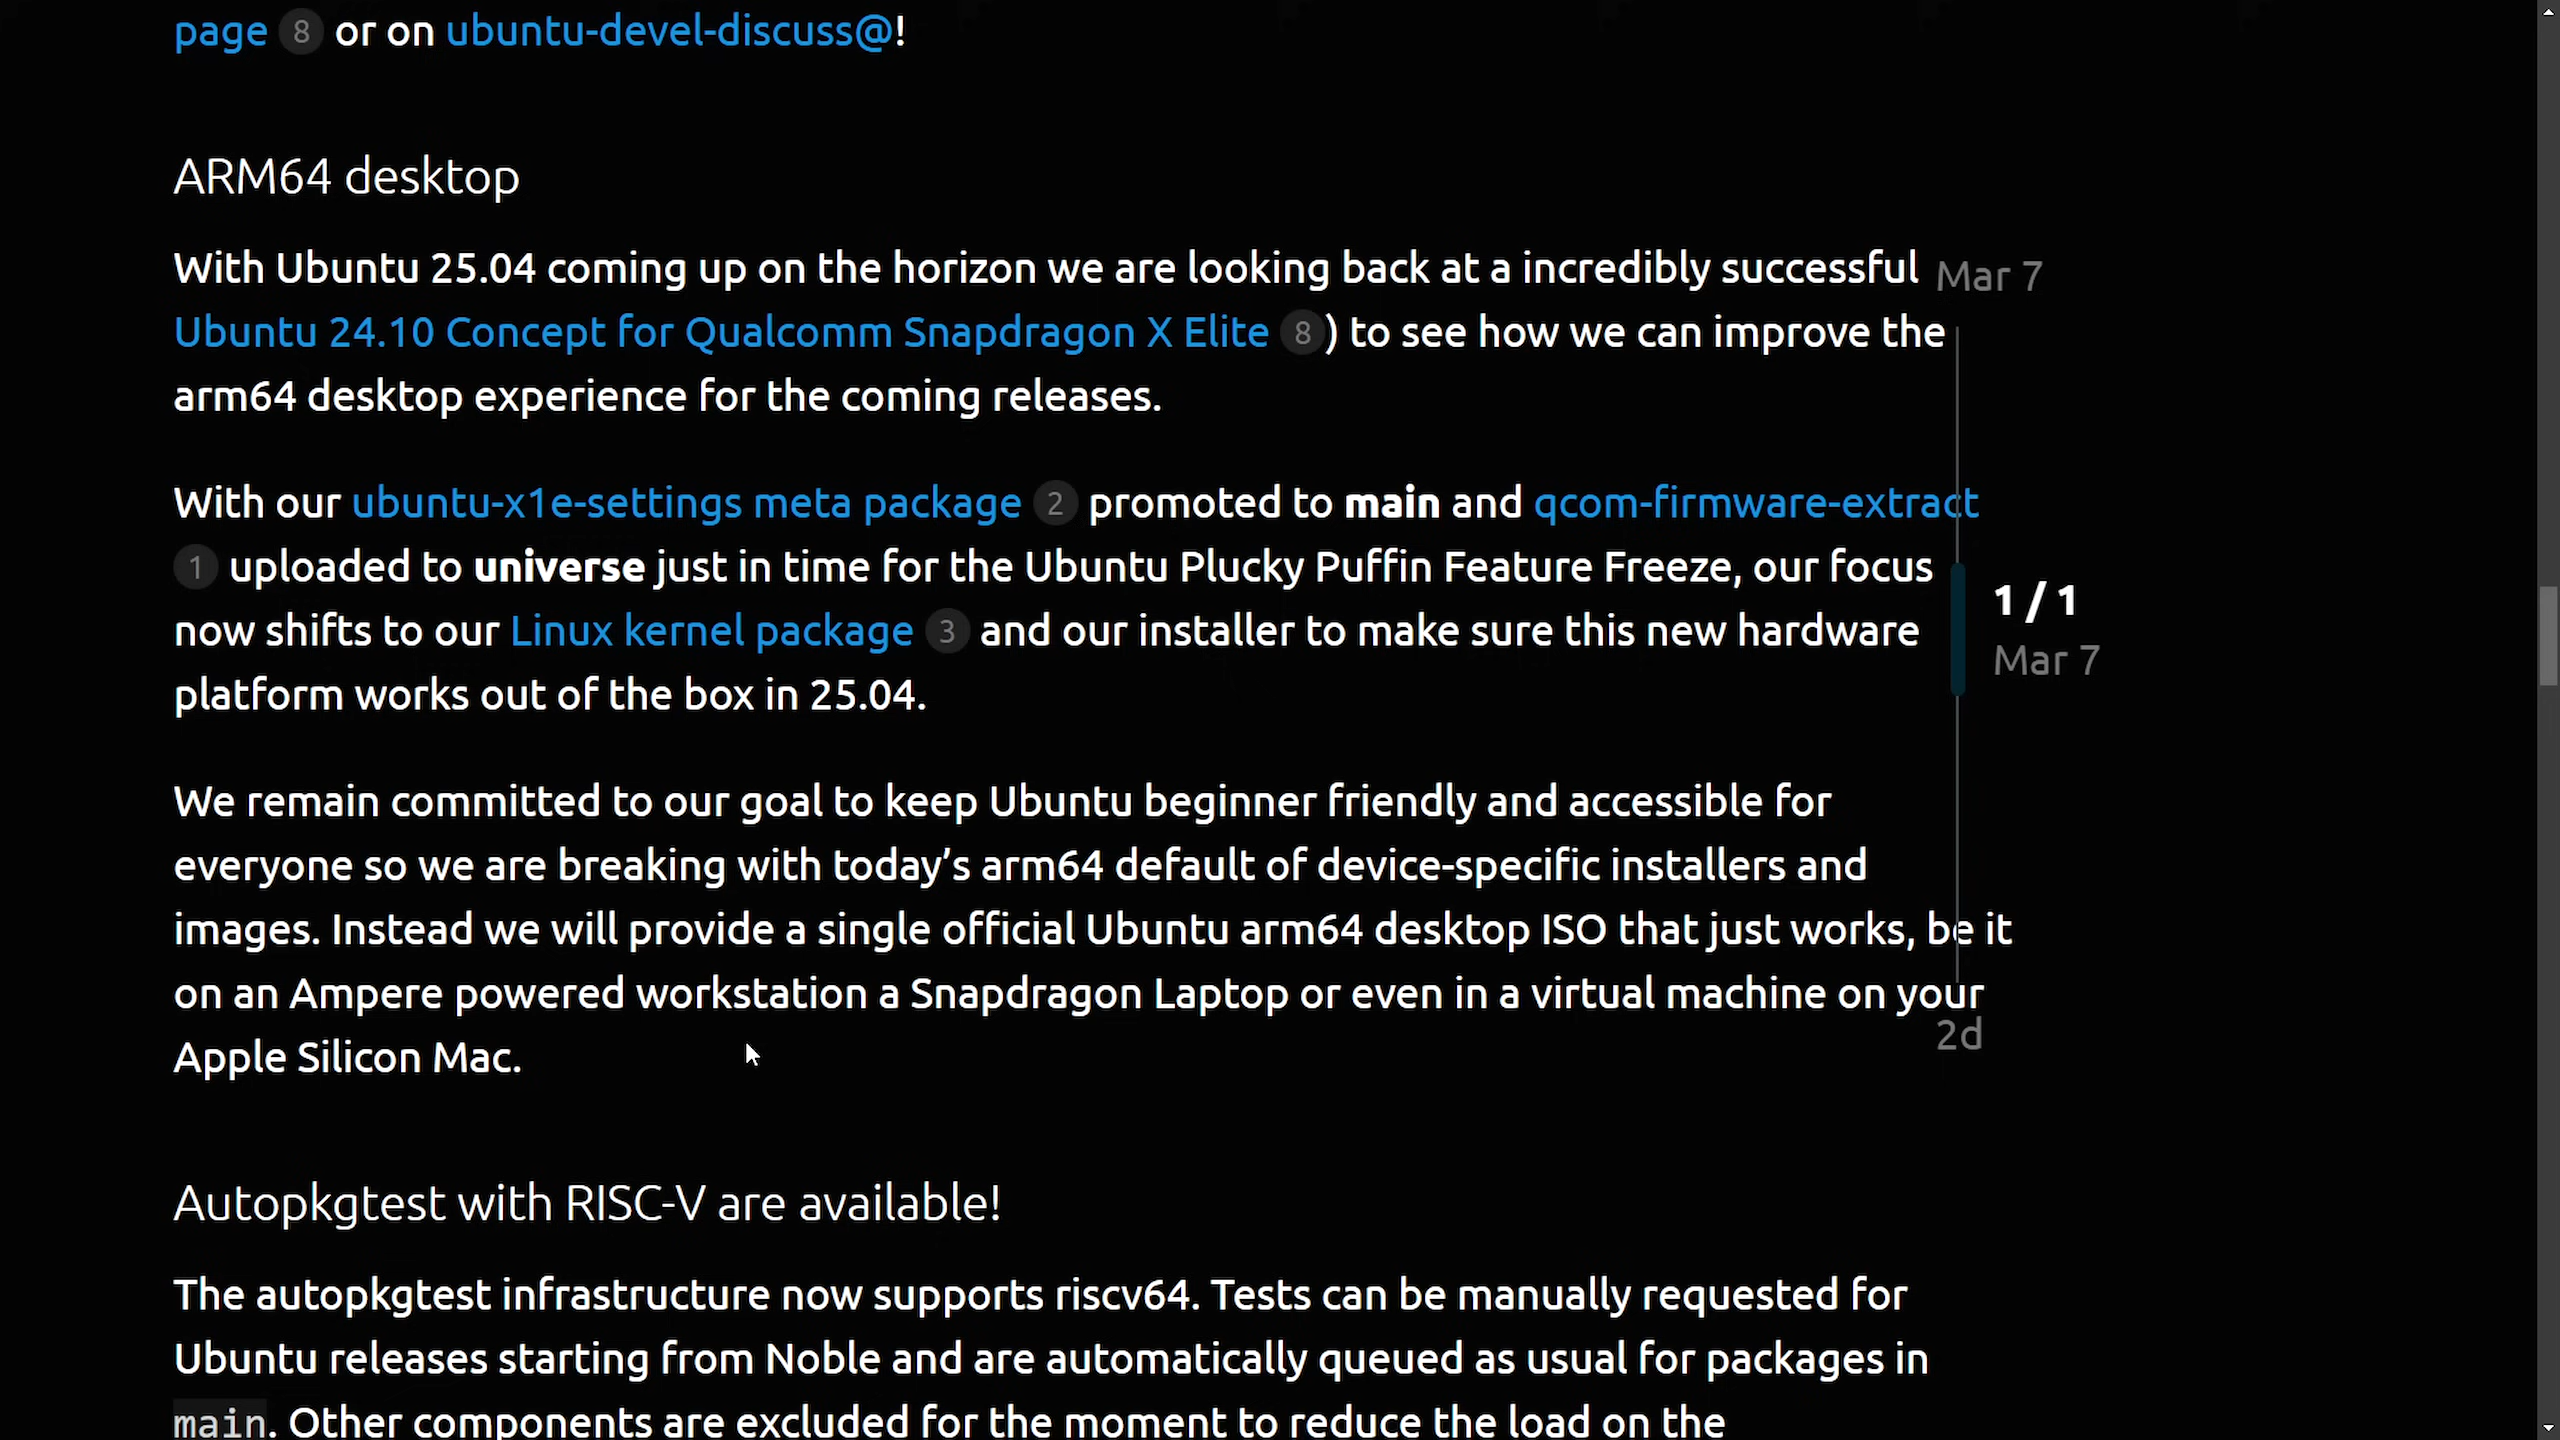 page 8 or on ubuntu-devel-discuss@!
ARM64 desktop
With Ubuntu 25.04 coming up on the horizon we are looking back at a incredibly successful
Ubuntu 24.10 Concept for Qualcomm Snapdragon X Elite 8) to see how we can improve the
arm64 desktop experience for the coming releases.
With our ubuntu-x1e-settings meta package 2 promoted to main and qcom-firmware-extract
1 uploaded to universe just in time for the Ubuntu Plucky Puffin Feature Freeze, our focus
now shifts to our Linux kernel package 3 and our installer to make sure this new hardware
platform works out of the box in 25.04.
We remain committed to our goal to keep Ubuntu beginner friendly and accessible for
everyone so we are breaking with today’s arm64 default of device-specific installers and
images. Instead we will provide a single official Ubuntu arm64 desktop ISO that just works, be it
on an Ampere powered workstation a Snapdragon Laptop or even in a virtual machine on your
Apple Silicon Mac.
Autopkgtest with RISC-V are available!
The autopkgtest infrastructure now supports riscv64. Tests can be manually requested for
Ubuntu releases starting from Noble and are automatically queued as usual for packages in
main. Other components are excluded for the moment to reduce the load on the
Mar 7
1 / 1
Mar 7
2d